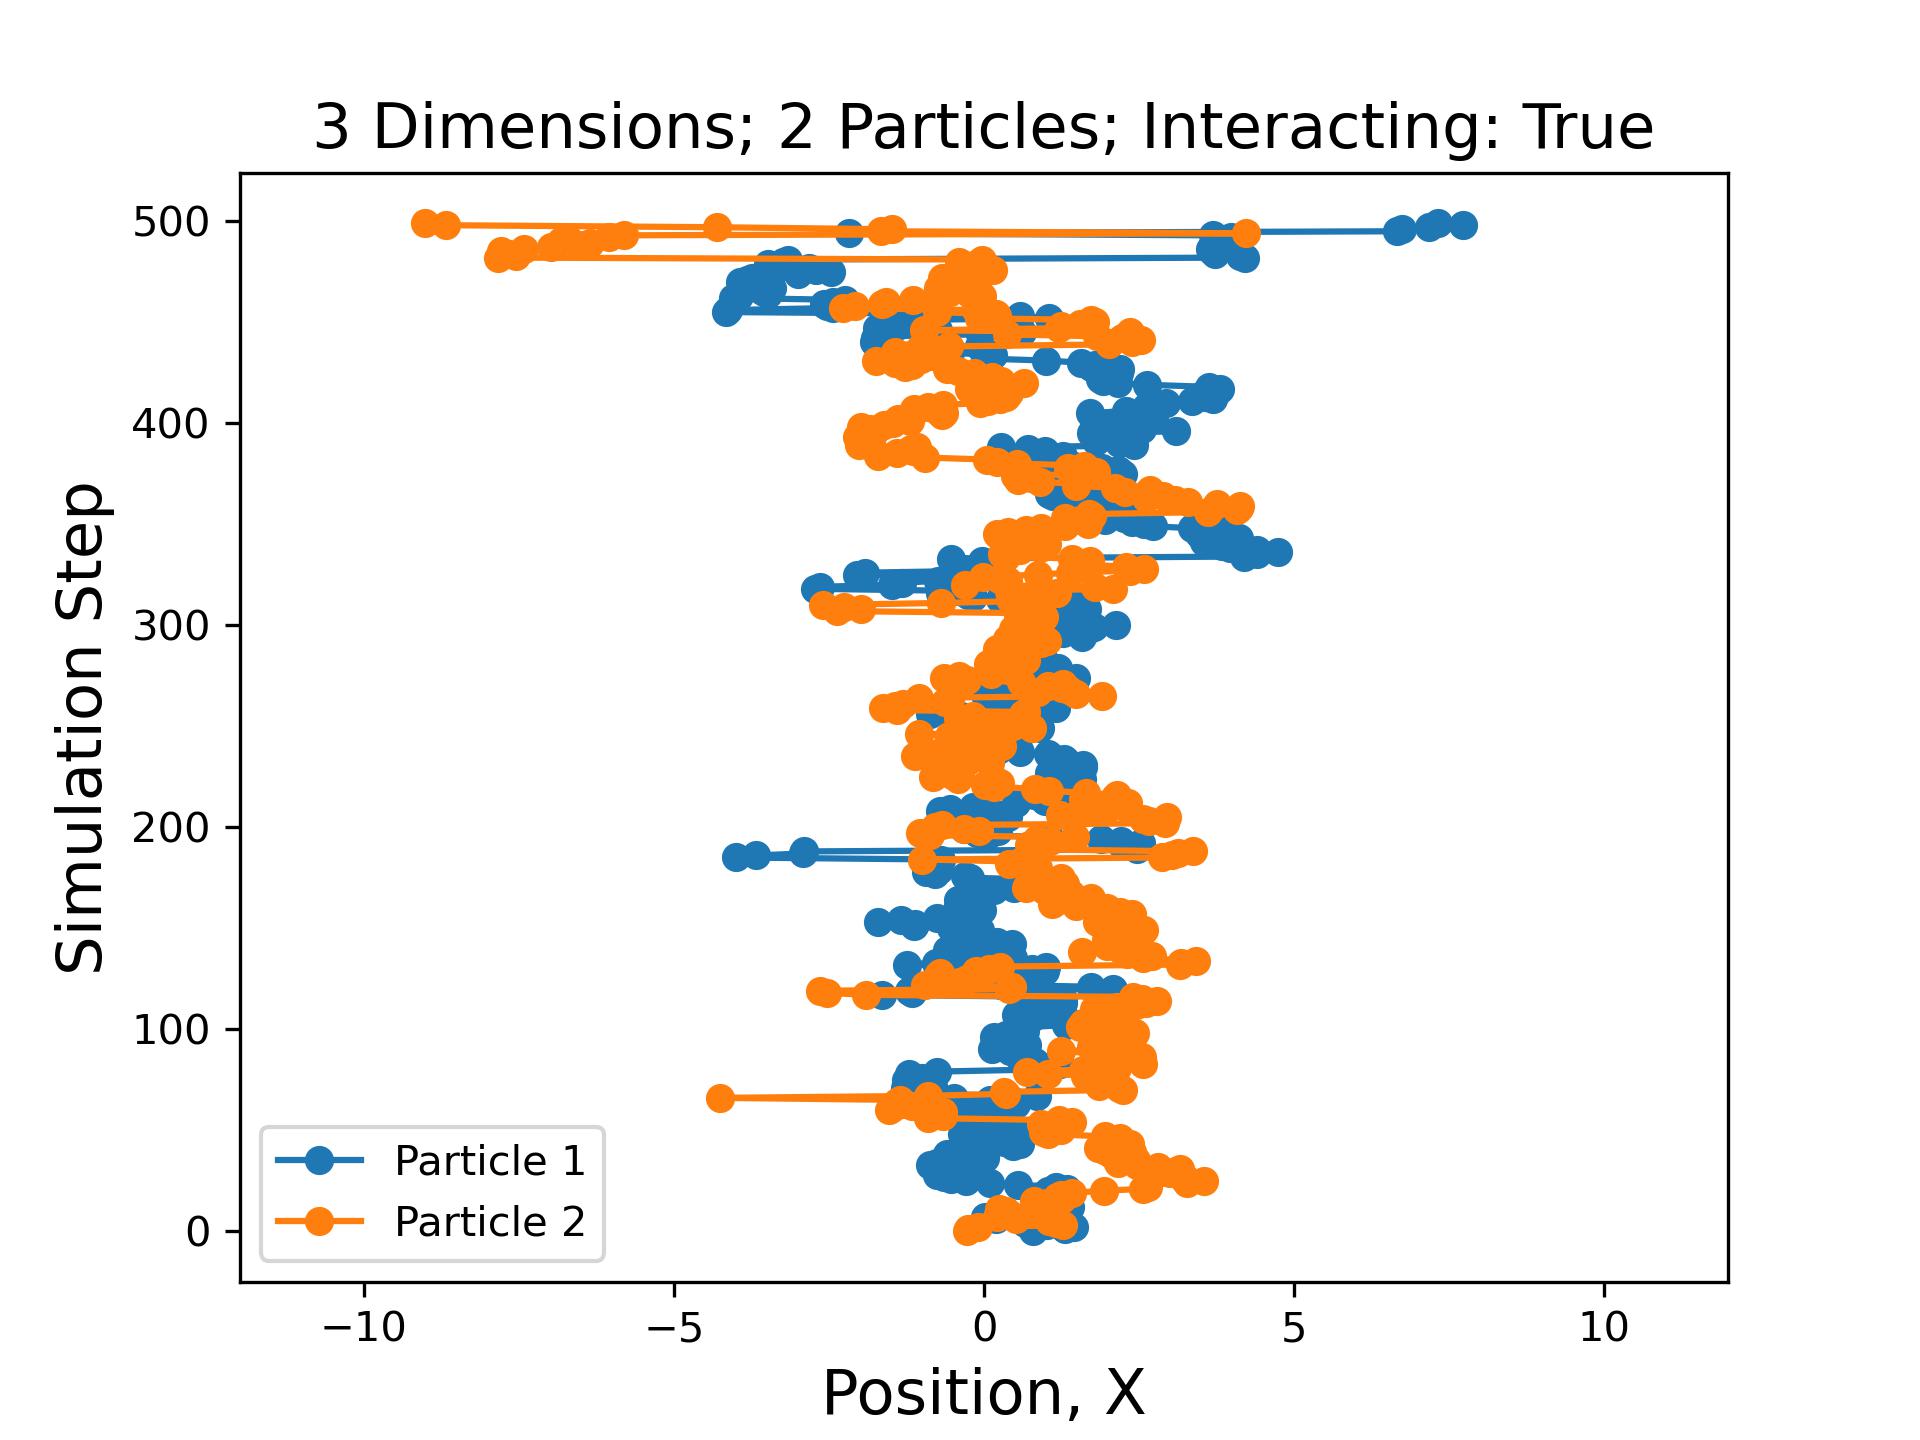 3 Dimensions; 2 Particles; Interacting: True
Simulation Step
500
400
300
200
100
0
Particle 1
Particle 2
−10 −5 0 5 10
Position, X